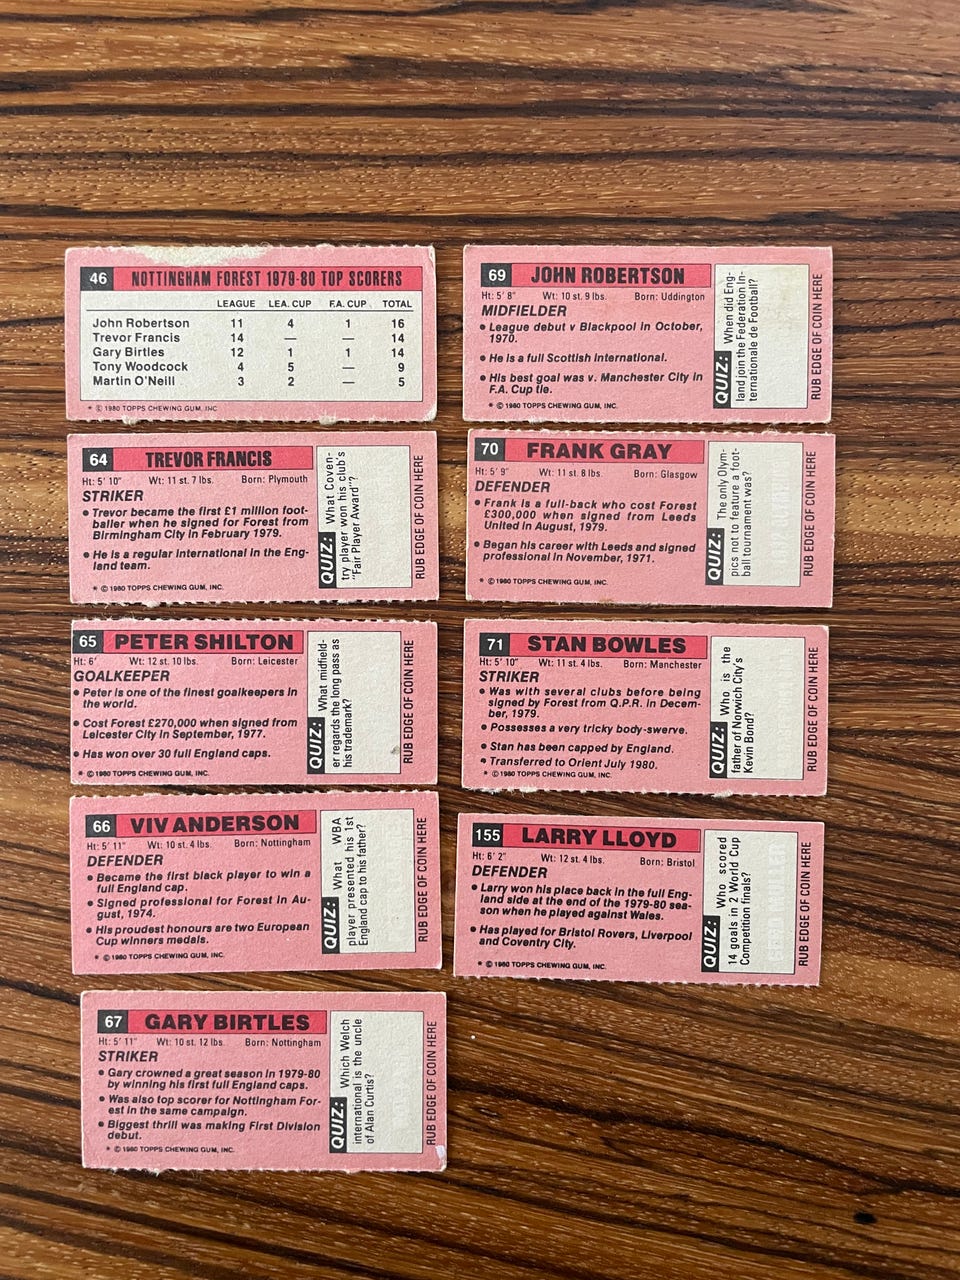 46 NOTTINGHAM FOREST 1979-80 TOP SCORERS
LEAGUE LEA. CUP F.A. CUP TOTAL
John Robertson 11 4 1 16
Trevor Francis 14 — — 14
Gary Birtles 12 1 1 14
Tony Woodcock 4 5 — 9
Martin O'Neill 3 2 — 5
* © 1980 TOPPS CHEWING GUM, INC
64 TREVOR FRANCIS
Ht: 5' 10" Wt: 11 st. 7 lbs. Born: Plymouth
STRIKER
• Trevor became the first £1 million foot-
baller when he signed for Forest from
Birmingham City in February 1979.
• He is a regular international in the Eng-
land team.
* © 1980 TOPPS CHEWING GUM, INC.
QUIZ: What Coven-
try player won his club's
"Fair Player Award"?
RUB EDGE OF COIN HERE
65 PETER SHILTON
Ht: 6' Wt: 12 st. 10 lbs. Born: Leicester
GOALKEEPER
• Peter is one of the finest goalkeepers in
the world.
• Cost Forest £270,000 when signed from
Leicester City in September, 1977.
• Has won over 30 full England caps.
* © 1980 TOPPS CHEWING GUM, INC.
QUIZ: What midfield-
er regards the long pass as
his trademark?
RUB EDGE OF COIN HERE
66 VIV ANDERSON
Ht: 5' 11" Wt: 10 st. 4 lbs. Born: Nottingham
DEFENDER
• Became the first black player to win a
full England cap.
• Signed professional for Forest in Au-
gust, 1974.
• His proudest honours are two European
Cup winners medals.
* © 1980 TOPPS CHEWING GUM, INC.
QUIZ: What WBA
player presented his 1st
England cap to his father?
RUB EDGE OF COIN HERE
67 GARY BIRTLES
Ht: 5' 11" Wt: 10 st. 12 lbs. Born: Nottingham
STRIKER
• Gary crowned a great season in 1979-80
by winning his first full England caps.
• Was also top scorer for Nottingham For-
est in the same campaign.
• Biggest thrill was making First Division
debut.
* © 1980 TOPPS CHEWING GUM, INC.
QUIZ: Which Welch
international is the uncle
of Alan Curtis?
RUB EDGE OF COIN HERE
69 JOHN ROBERTSON
Ht: 5' 8" Wt: 10 st. 9 lbs. Born: Uddington
MIDFIELDER
• League debut v Blackpool in October,
1970.
• He is a full Scottish international.
• His best goal was v. Manchester City in
F.A. Cup tie.
* © 1980 TOPPS CHEWING GUM, INC.
QUIZ: When did Eng-
land join the Federation In-
ternationale de Football?
RUB EDGE OF COIN HERE
70 FRANK GRAY
Ht: 5' 9" Wt: 11 st. 8 lbs. Born: Glasgow
DEFENDER
• Frank is a full-back who cost Forest
£300,000 when signed from Leeds
United in August, 1979.
• Began his career with Leeds and signed
professional in November, 1971.
* © 1980 TOPPS CHEWING GUM, INC.
QUIZ: The only Olym-
pics not to feature a foot-
ball tournament was?
RUB EDGE OF COIN HERE
71 STAN BOWLES
Ht: 5' 10" Wt: 11 st. 4 lbs. Born: Manchester
STRIKER
• Was with several clubs before being
signed by Forest from Q.P.R. in Decem-
ber, 1979.
• Possesses a very tricky body-swerve.
• Stan has been capped by England.
• Transferred to Orient July 1980.
* © 1980 TOPPS CHEWING GUM, INC.
QUIZ: Who is the
father of Norwich City's
Kevin Bond?
RUB EDGE OF COIN HERE
155 LARRY LLOYD
Ht: 6' 2" Wt: 12 st. 4 lbs. Born: Bristol
DEFENDER
• Larry won his place back in the full Eng-
land side at the end of the 1979-80 sea-
son when he played against Wales.
• Has played for Bristol Rovers, Liverpool
and Coventry City.
* © 1980 TOPPS CHEWING GUM, INC.
QUIZ: Who scored
14 goals in 2 World Cup
Competition finals?
RUB EDGE OF COIN HERE